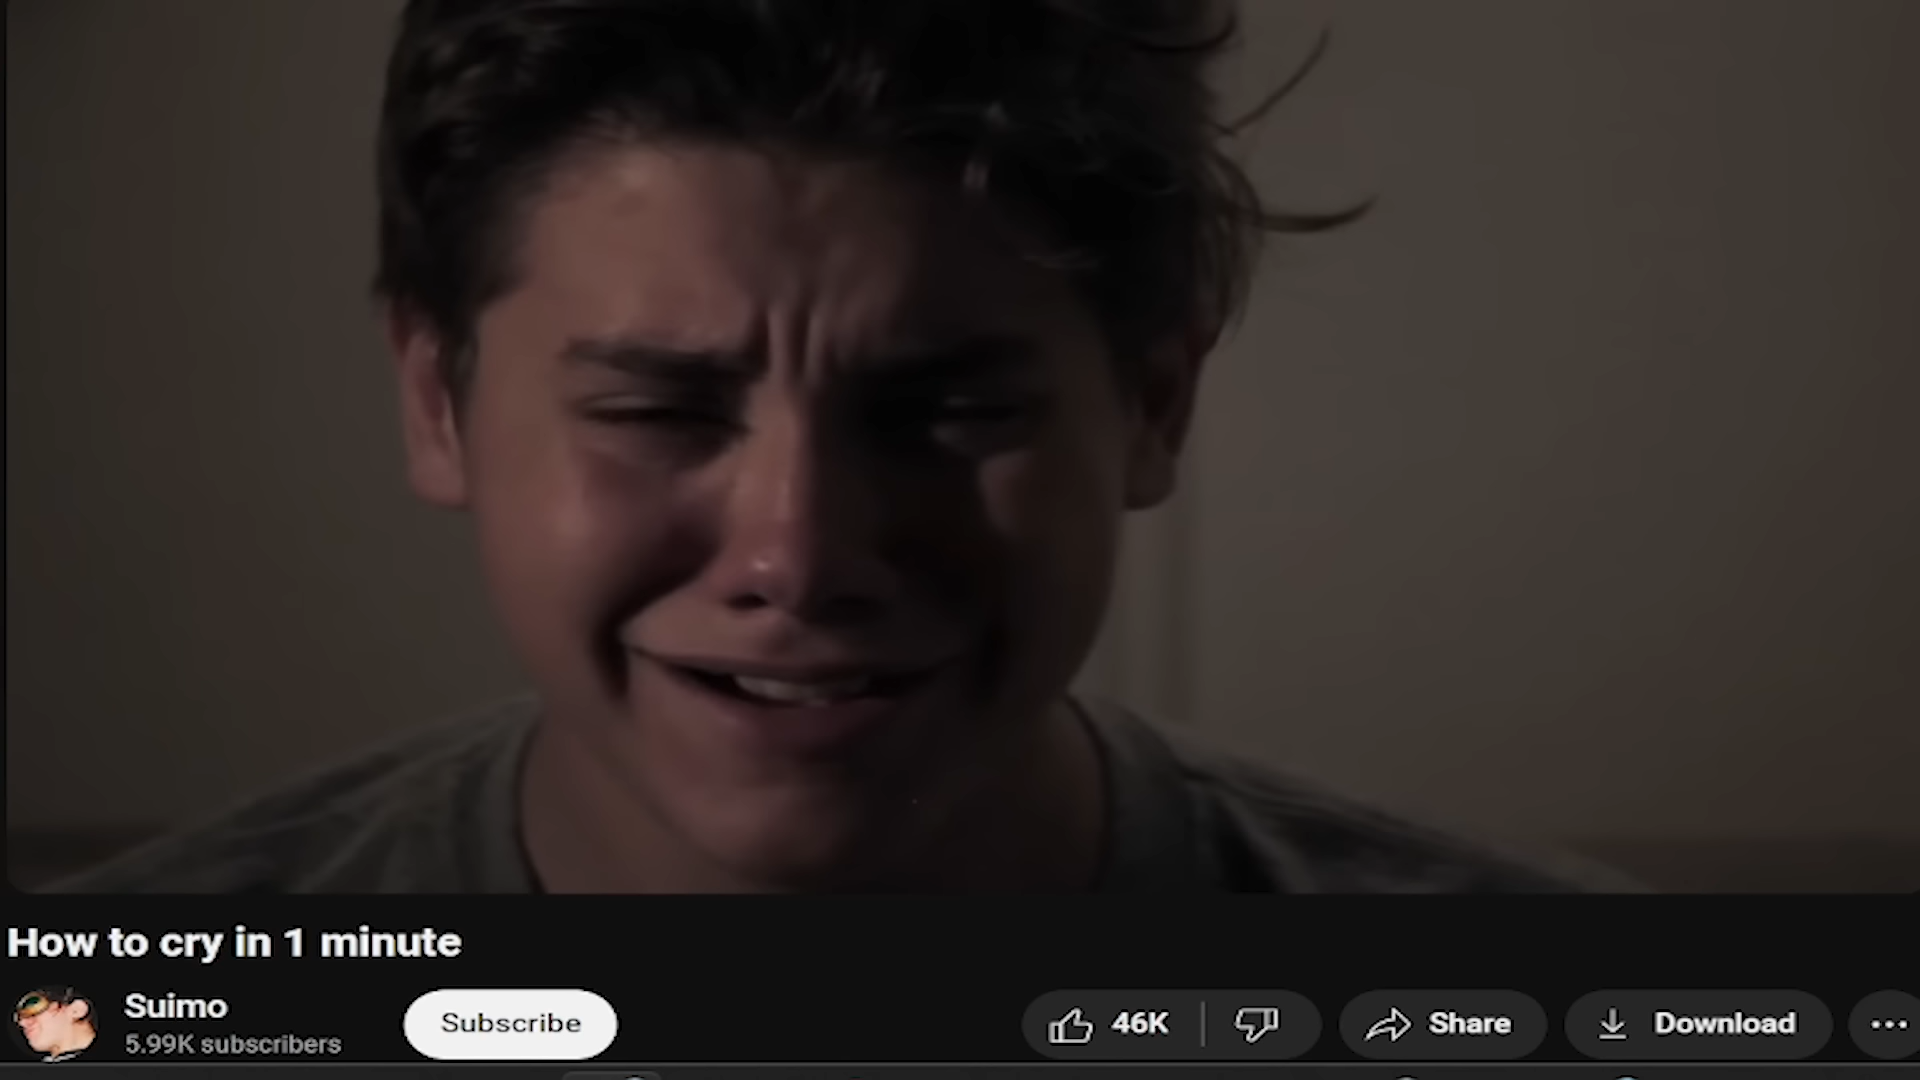 How to cry in 1 minute
Suimo
5.99K subscribers
Subscribe
46K
Share
Download